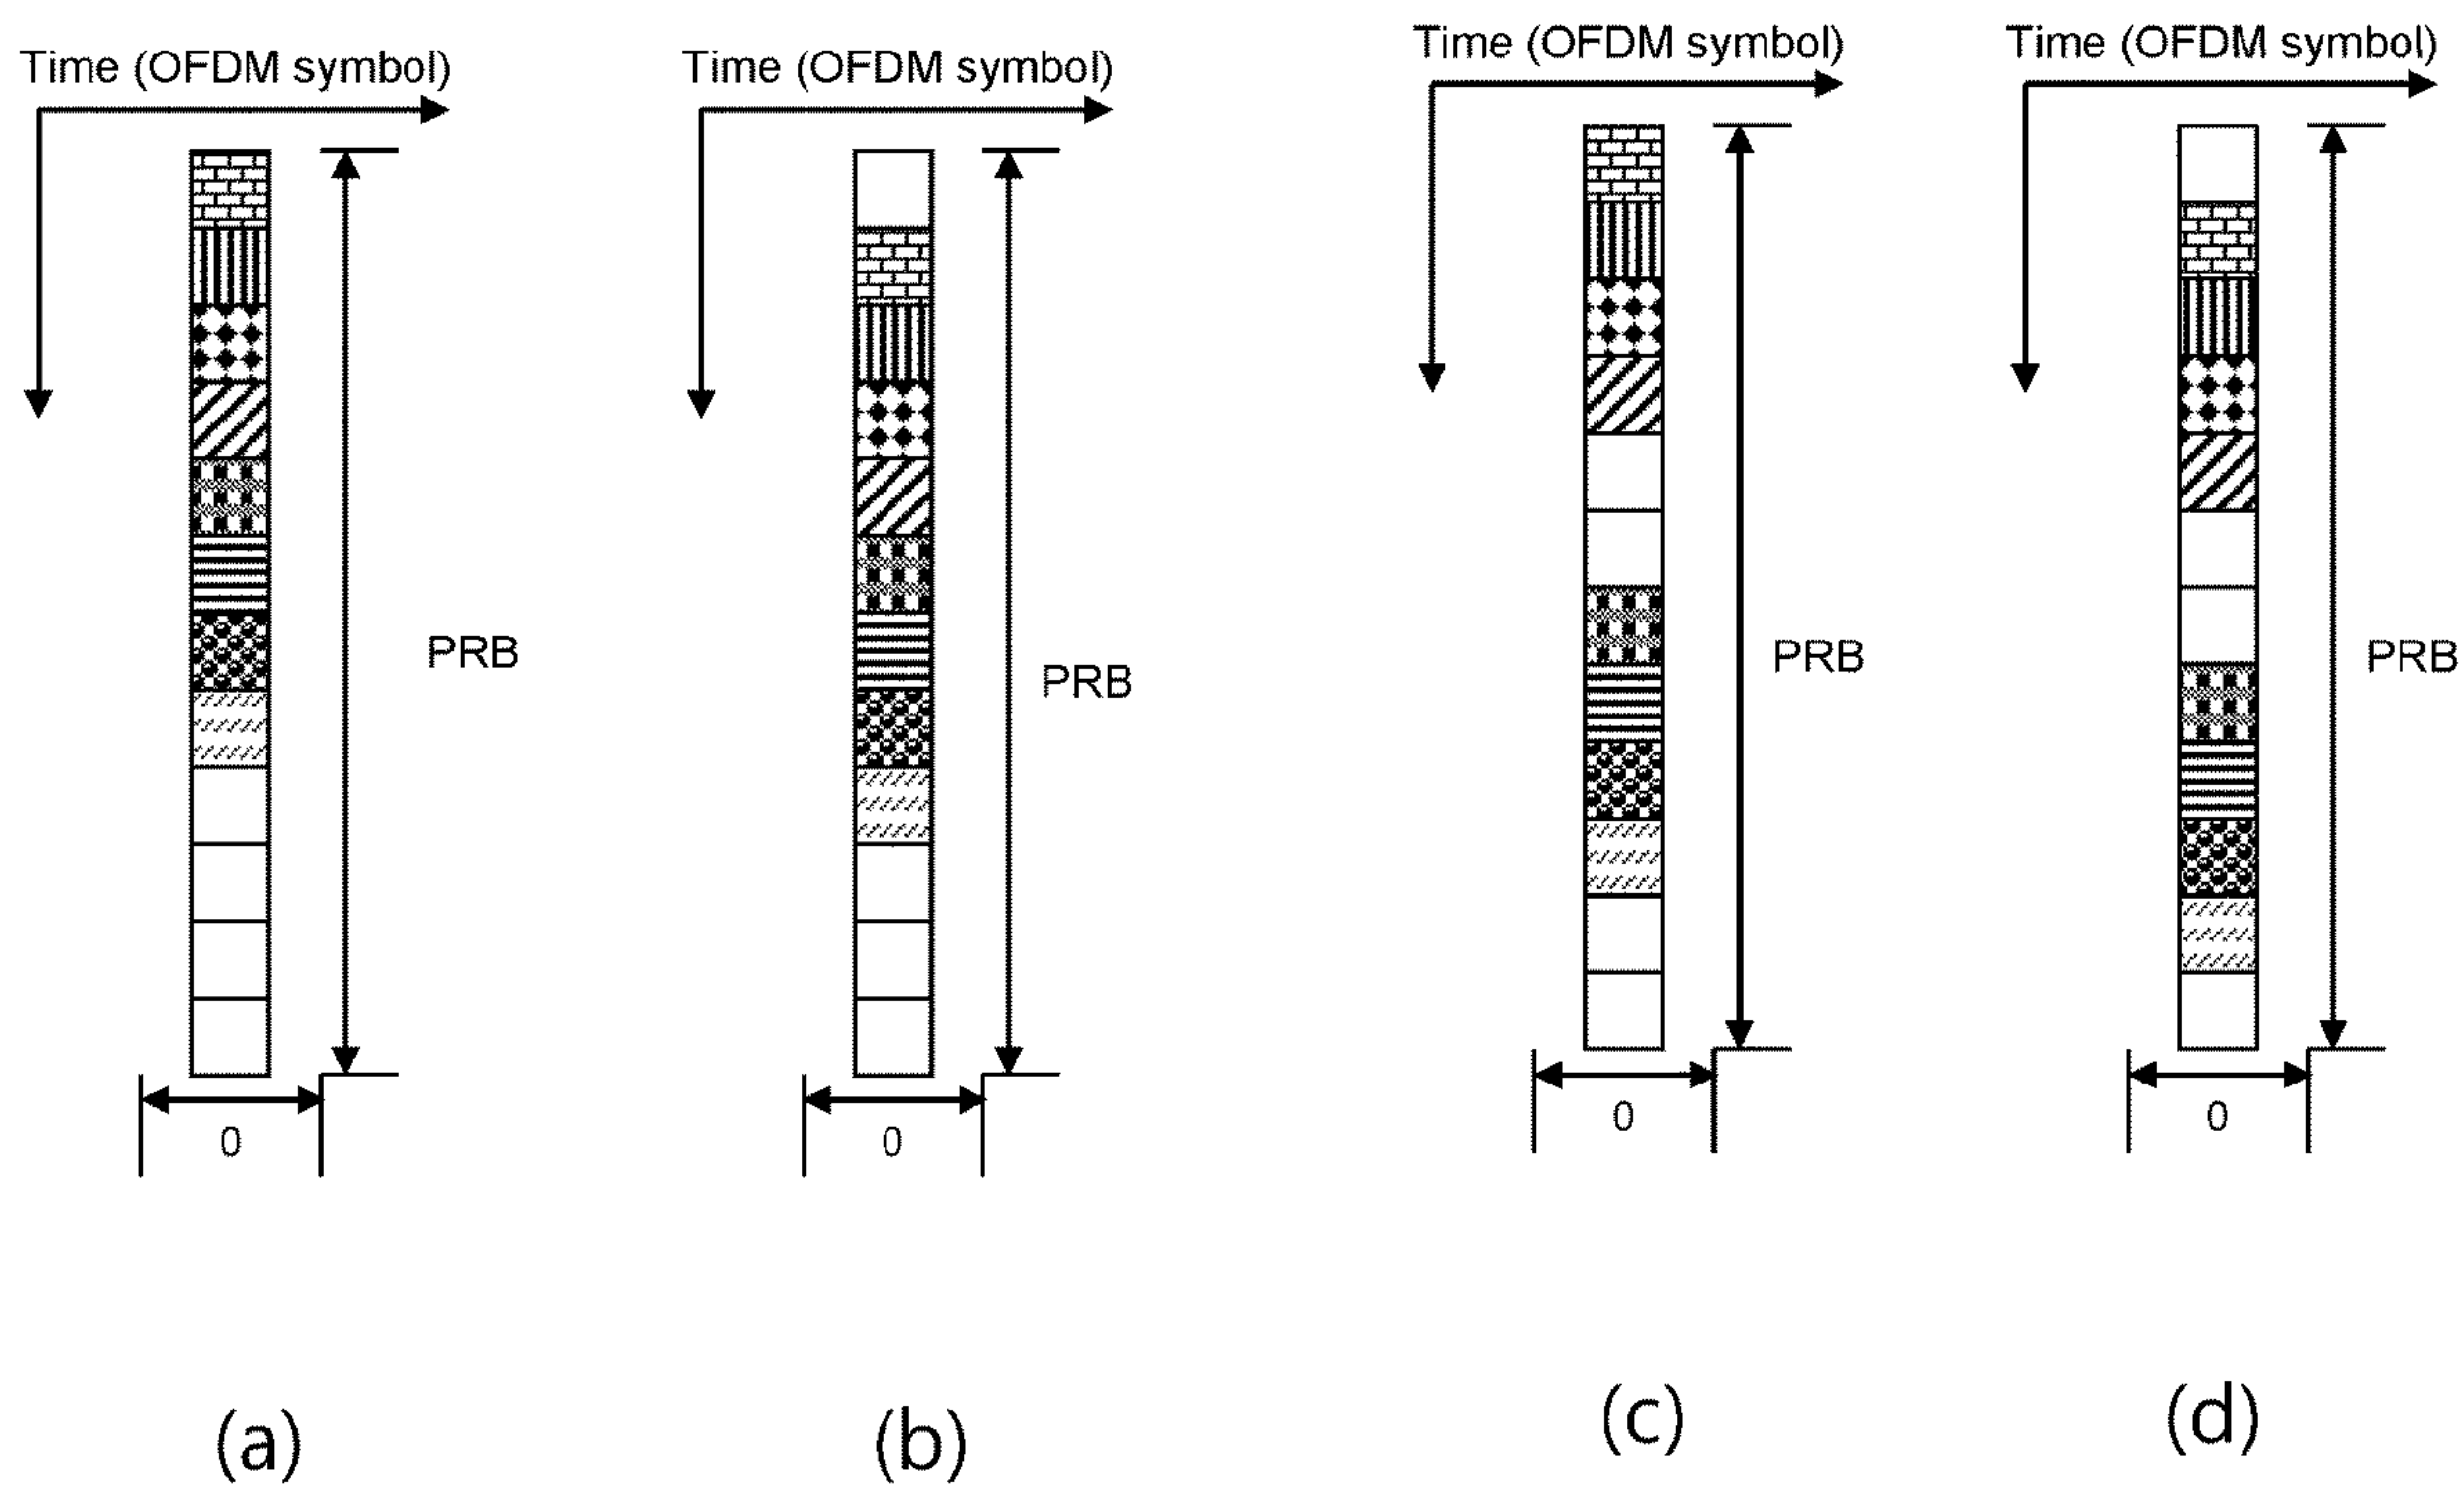 Time (OFDM symbol)
PRB
0
(a)
Time (OFDM symbol)
PRB
0
(b)
Time (OFDM symbol)
PRB
0
(c)
Time (OFDM symbol)
PRB
0
(d)